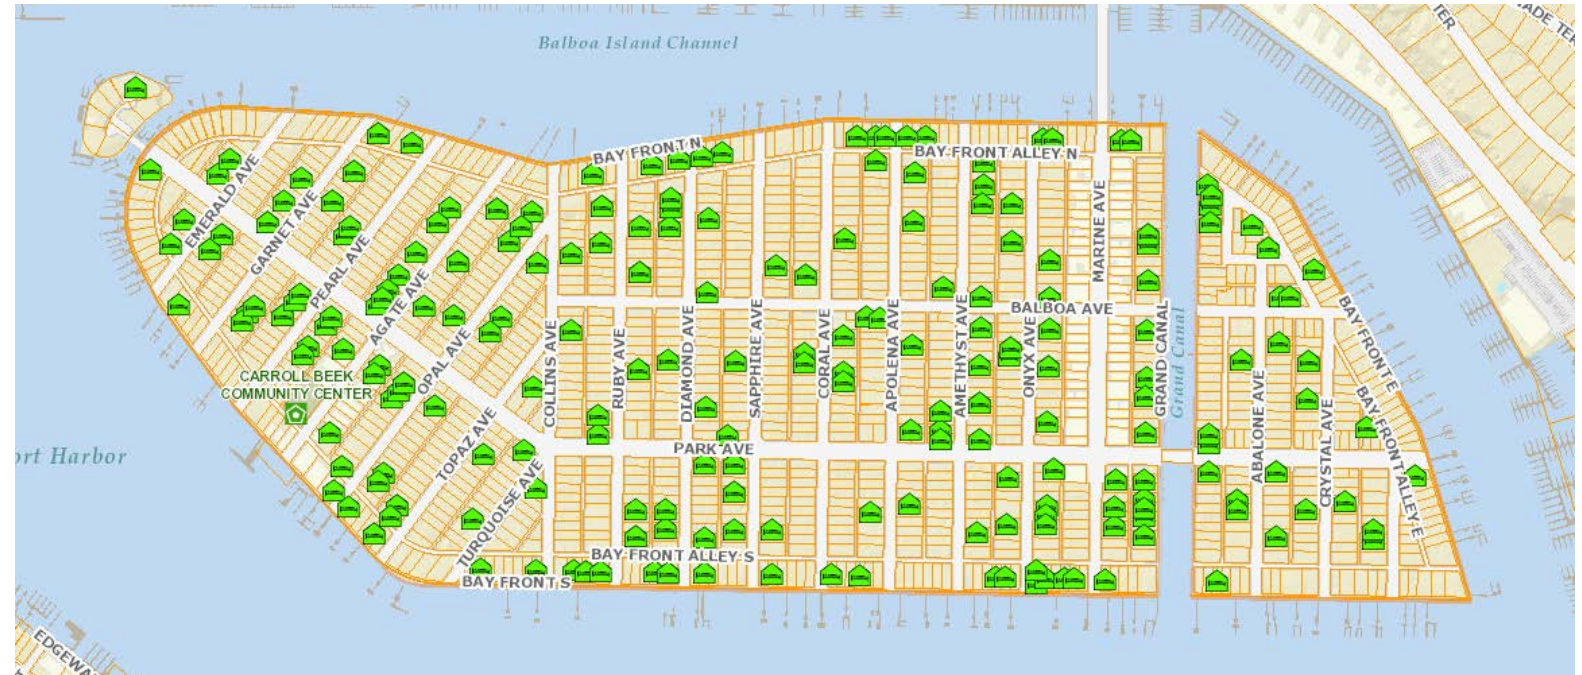 Balboa Island Channel
TER
ADE TER
BAY FRONT N
BAY FRONT ALLEY N
EMERALD AVE
GARNET AVE
PEARL AVE
AGATE AVE
OPAL AVE
TOPAZ AVE
TURQUOISE AVE
COLLINS AVE
RUBY AVE
DIAMOND AVE
SAPPHIRE AVE
CORAL AVE
APOLENA AVE
AMETHYST AVE
ONYX AVE
MARINE AVE
BALBOA AVE
GRAND CANAL
Grand Canal
ABALONE AVE
CRYSTAL AVE
BAY FRONT E
BAY FRONT ALLEY E
CARROLL BEEK
COMMUNITY CENTER
PARK AVE
ort Harbor
BAY FRONT ALLEY S
BAY FRONT S
EDGEWA